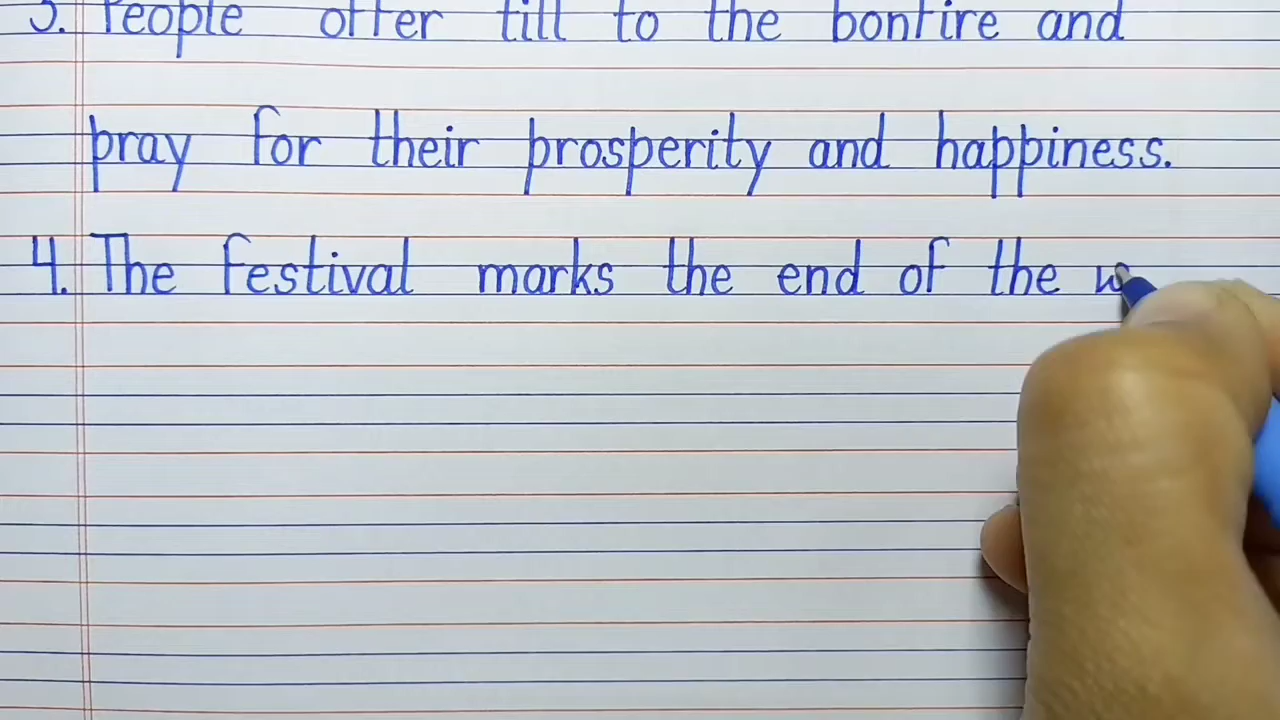 3. People offer till to the bonfire and
pray for their prosperity and happiness.
4. The festival marks the end of the w